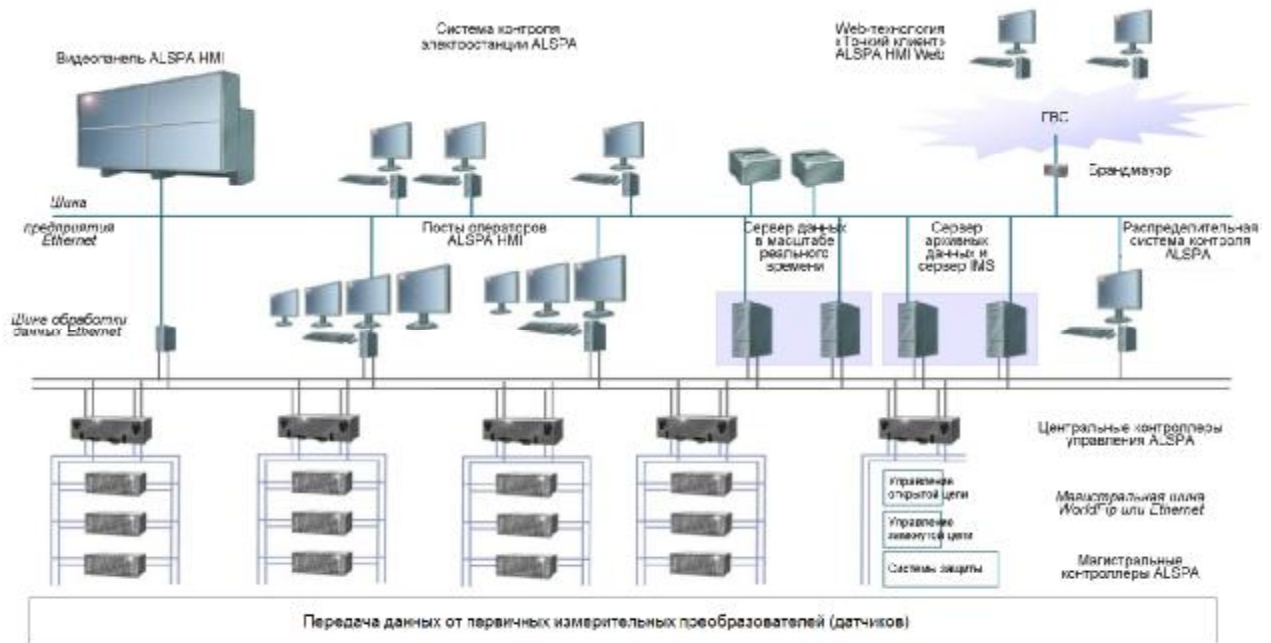 Система контроля
электростанции ALSPA
Web-технология
«Тонкий клиент»
ALSPA HMI Web
Видеопанель ALSPA HMI
ГВС
Брандмауэр
Шина
предприятия
Ethernet
Посты операторов
ALSPA HMI
Сервер данных
в масштабе
реального
времени
Сервер
архивных
данных и
сервер IMS
Распределительная
система контроля
ALSPA
Шина обработки
данных Ethernet
Центральные контроллеры
управления ALSPA
Управление
открытой цепи
Магистральная шина
WorldFip или Ethernet
Управление
замкнутой цепи
Системы защиты
Магистральные
контроллеры ALSPA
Передача данных от первичных измерительных преобразователей (датчиков)